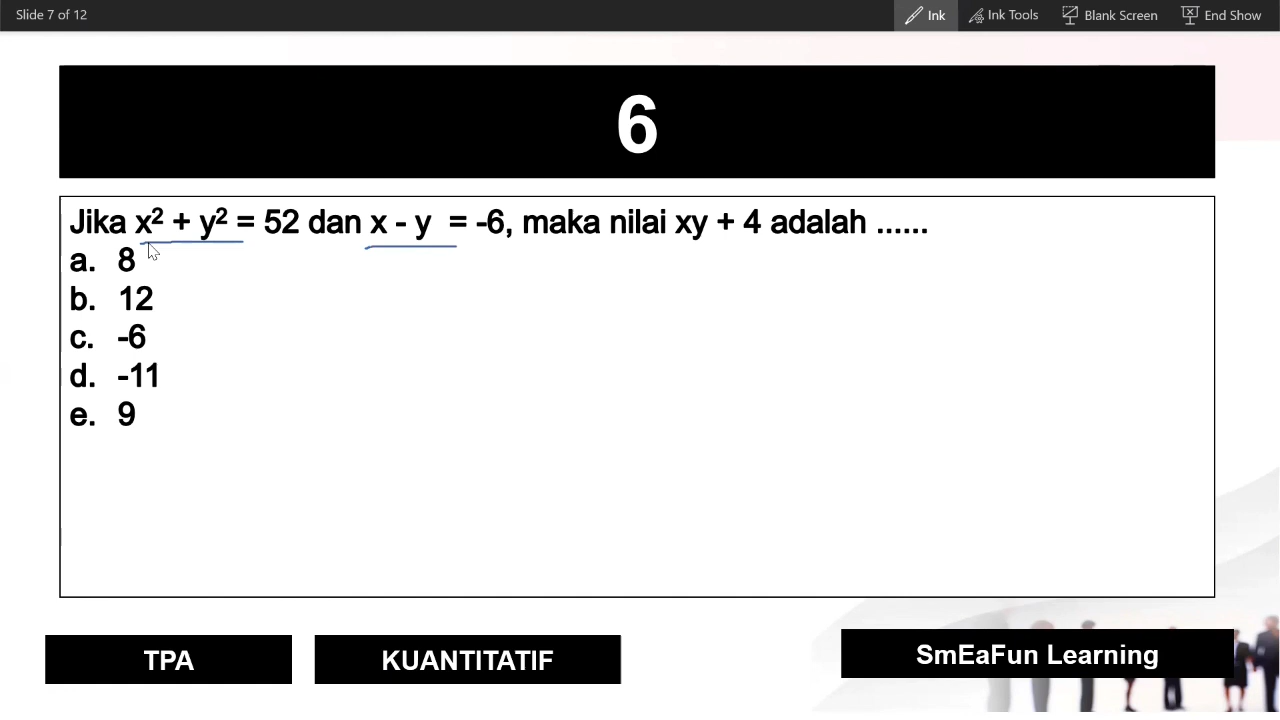 Slide 7 of 12
Ink
Ink Tools
Blank Screen
End Show
6
Jika x² + y² = 52 dan x - y = -6, maka nilai xy + 4 adalah ......
a. 8
b. 12
c. -6
d. -11
e. 9
TPA
KUANTITATIF
SmEaFun Learning